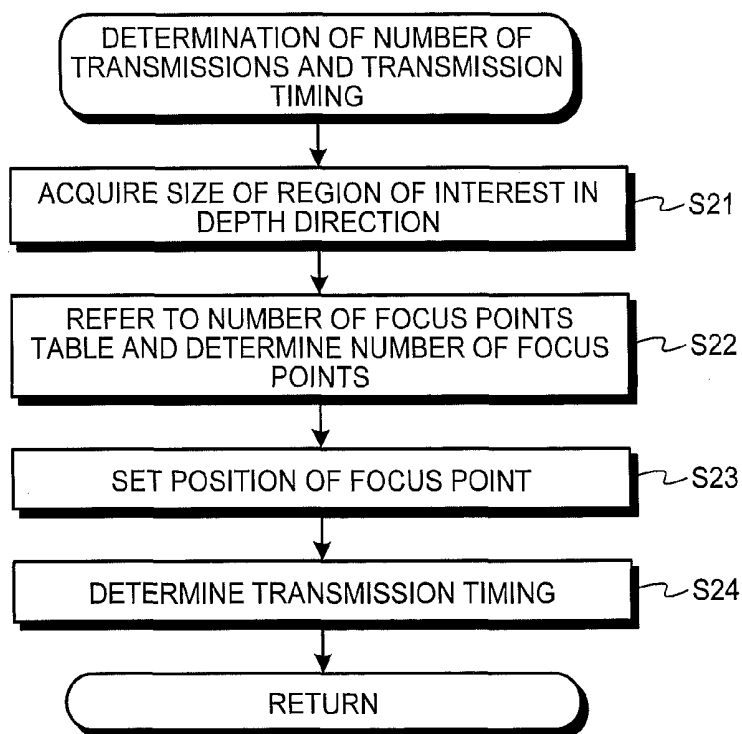 DETERMINATION OF NUMBER OF
TRANSMISSIONS AND TRANSMISSION
TIMING
ACQUIRE SIZE OF REGION OF INTEREST IN
DEPTH DIRECTION
S21
REFER TO NUMBER OF FOCUS POINTS
TABLE AND DETERMINE NUMBER OF FOCUS
POINTS
S22
SET POSITION OF FOCUS POINT
S23
DETERMINE TRANSMISSION TIMING
S24
RETURN